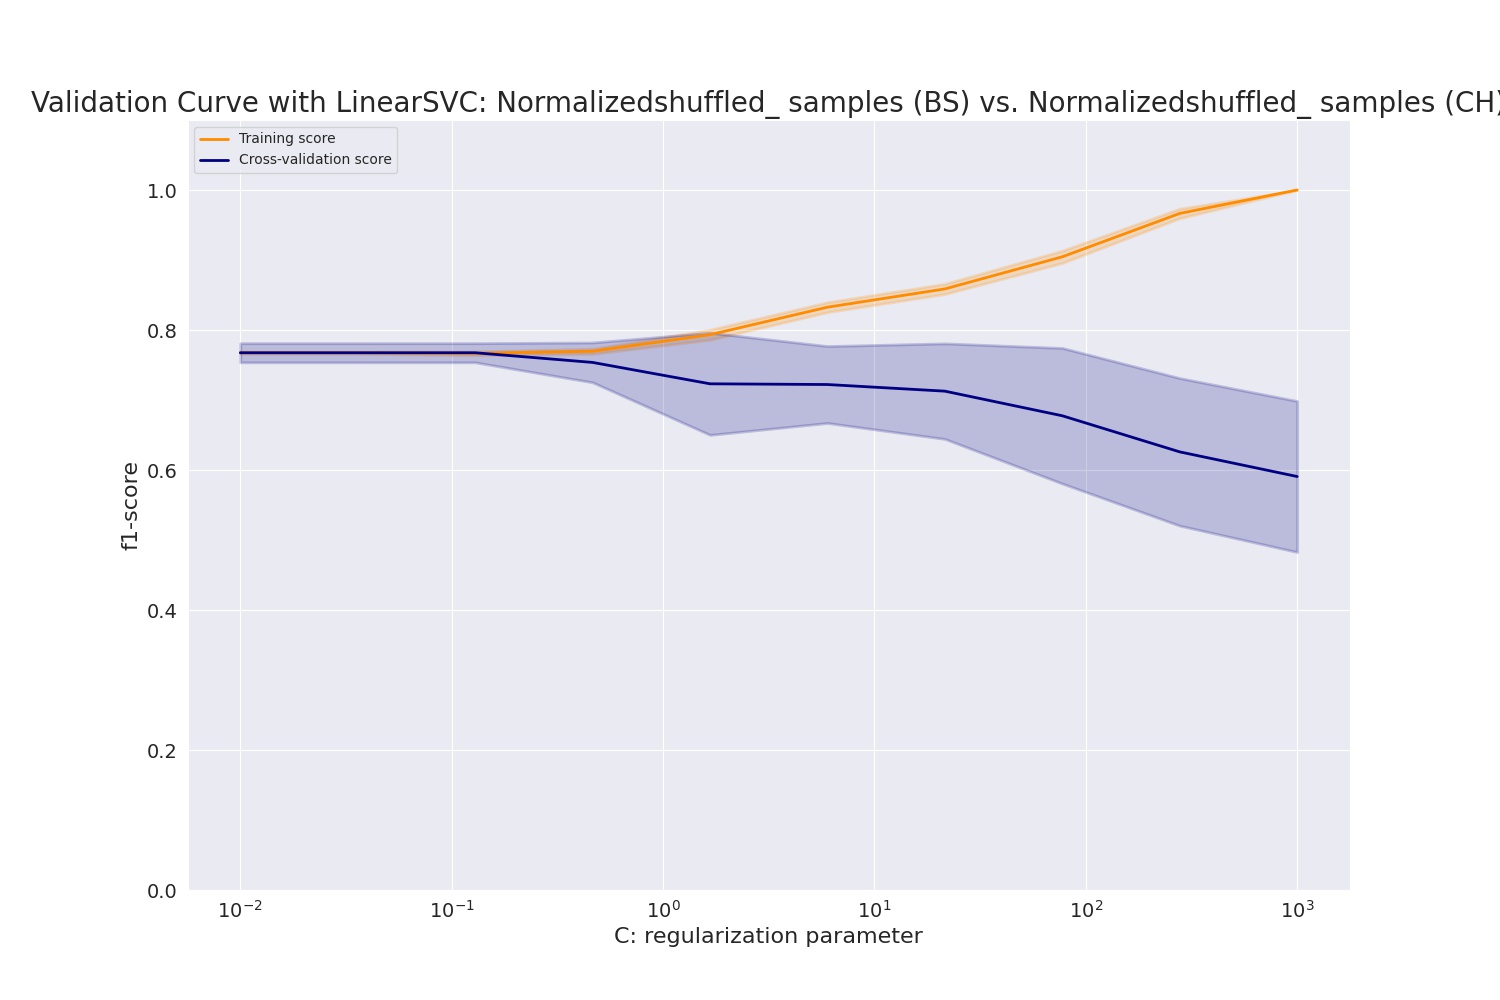 Validation Curve with LinearSVC: Normalizedshuffled_ samples (BS) vs. Normalizedshuffled_ samples (CH)
Training score
Cross-validation score
1.0
0.8
0.6
0.4
0.2
0.0
f1-score
10⁻² 10⁻¹ 10⁰ 10¹ 10² 10³
C: regularization parameter